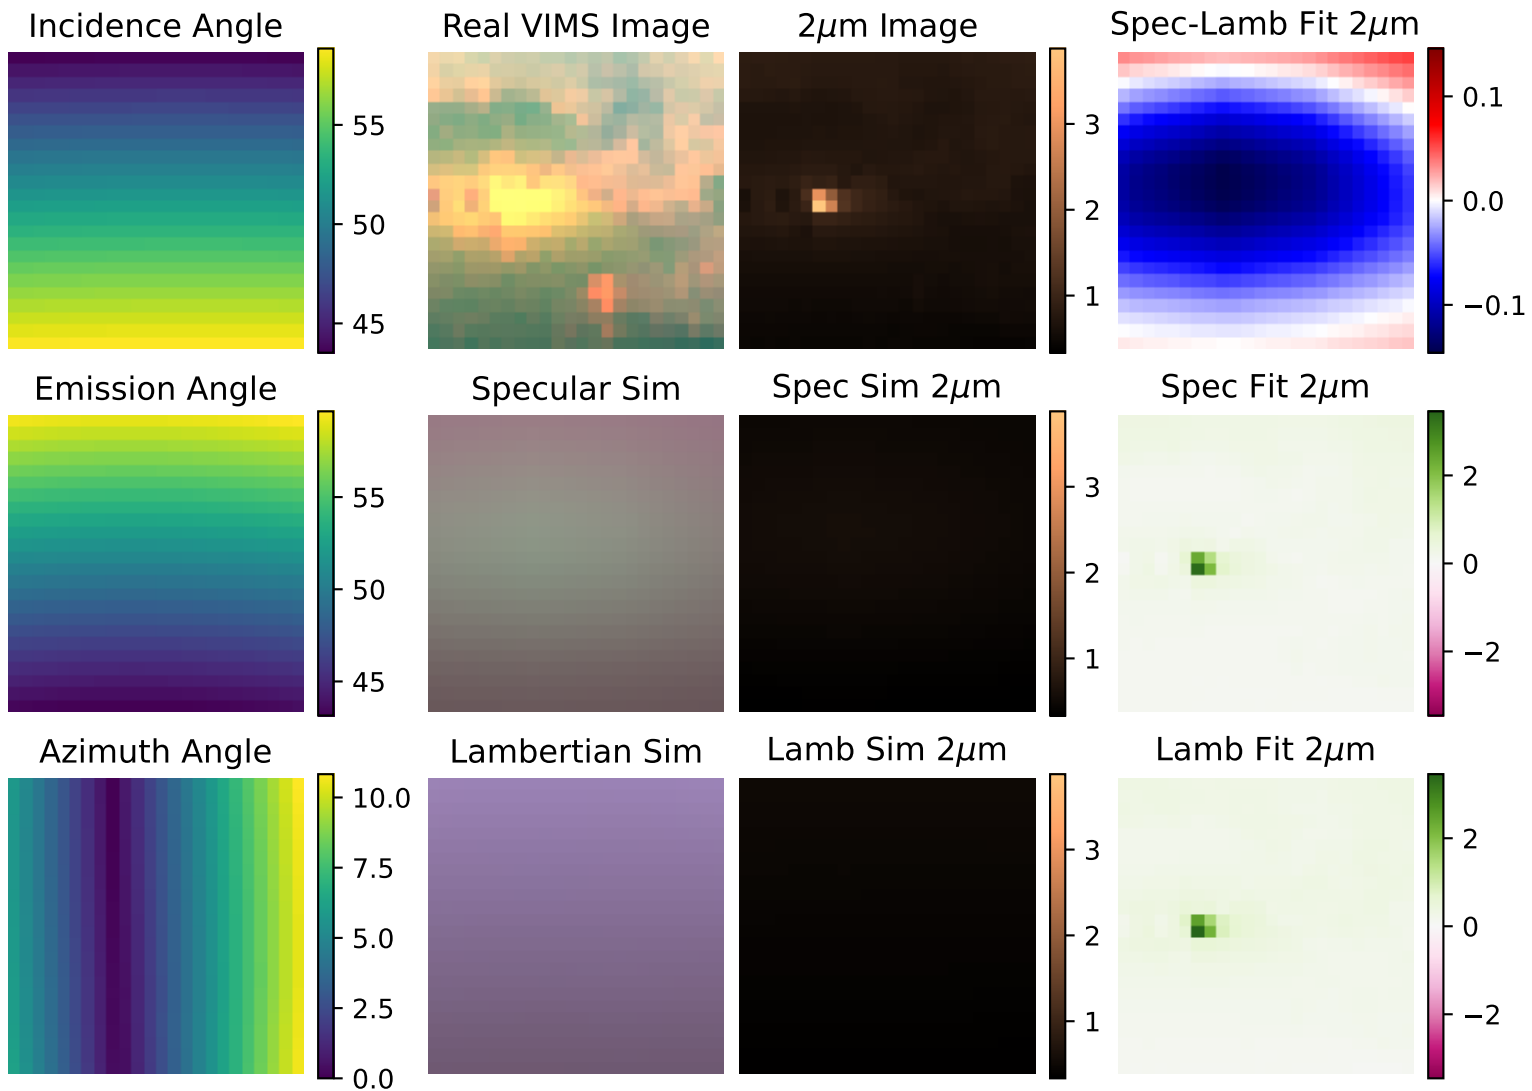 Incidence Angle
55
50
45
Real VIMS Image
2μm Image
3
2
1
Spec-Lamb Fit 2μm
0.1
0.0
−0.1
Emission Angle
55
50
45
Specular Sim
Spec Sim 2μm
3
2
1
Spec Fit 2μm
2
0
−2
Azimuth Angle
10.0
7.5
5.0
2.5
0.0
Lambertian Sim
Lamb Sim 2μm
3
2
1
Lamb Fit 2μm
2
0
−2